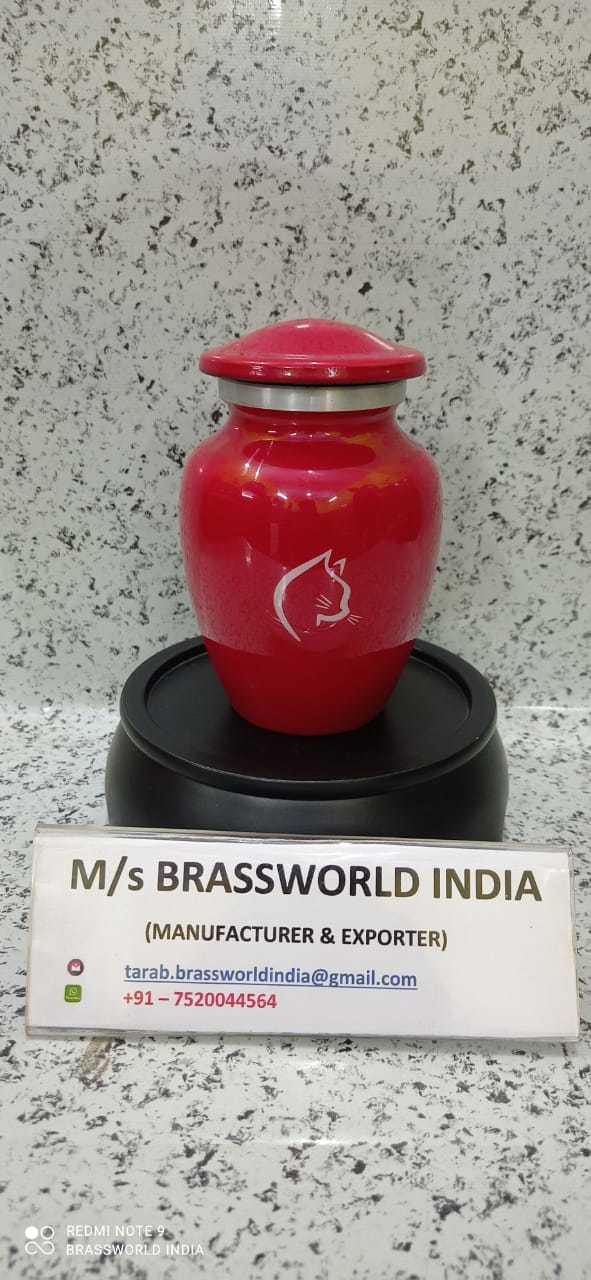 M/s BRASSWORLD INDIA
(MANUFACTURER & EXPORTER)
tarab.brassworldindia@gmail.com
+91 – 7520044564
REDMI NOTE 9
BRASSWORLD INDIA